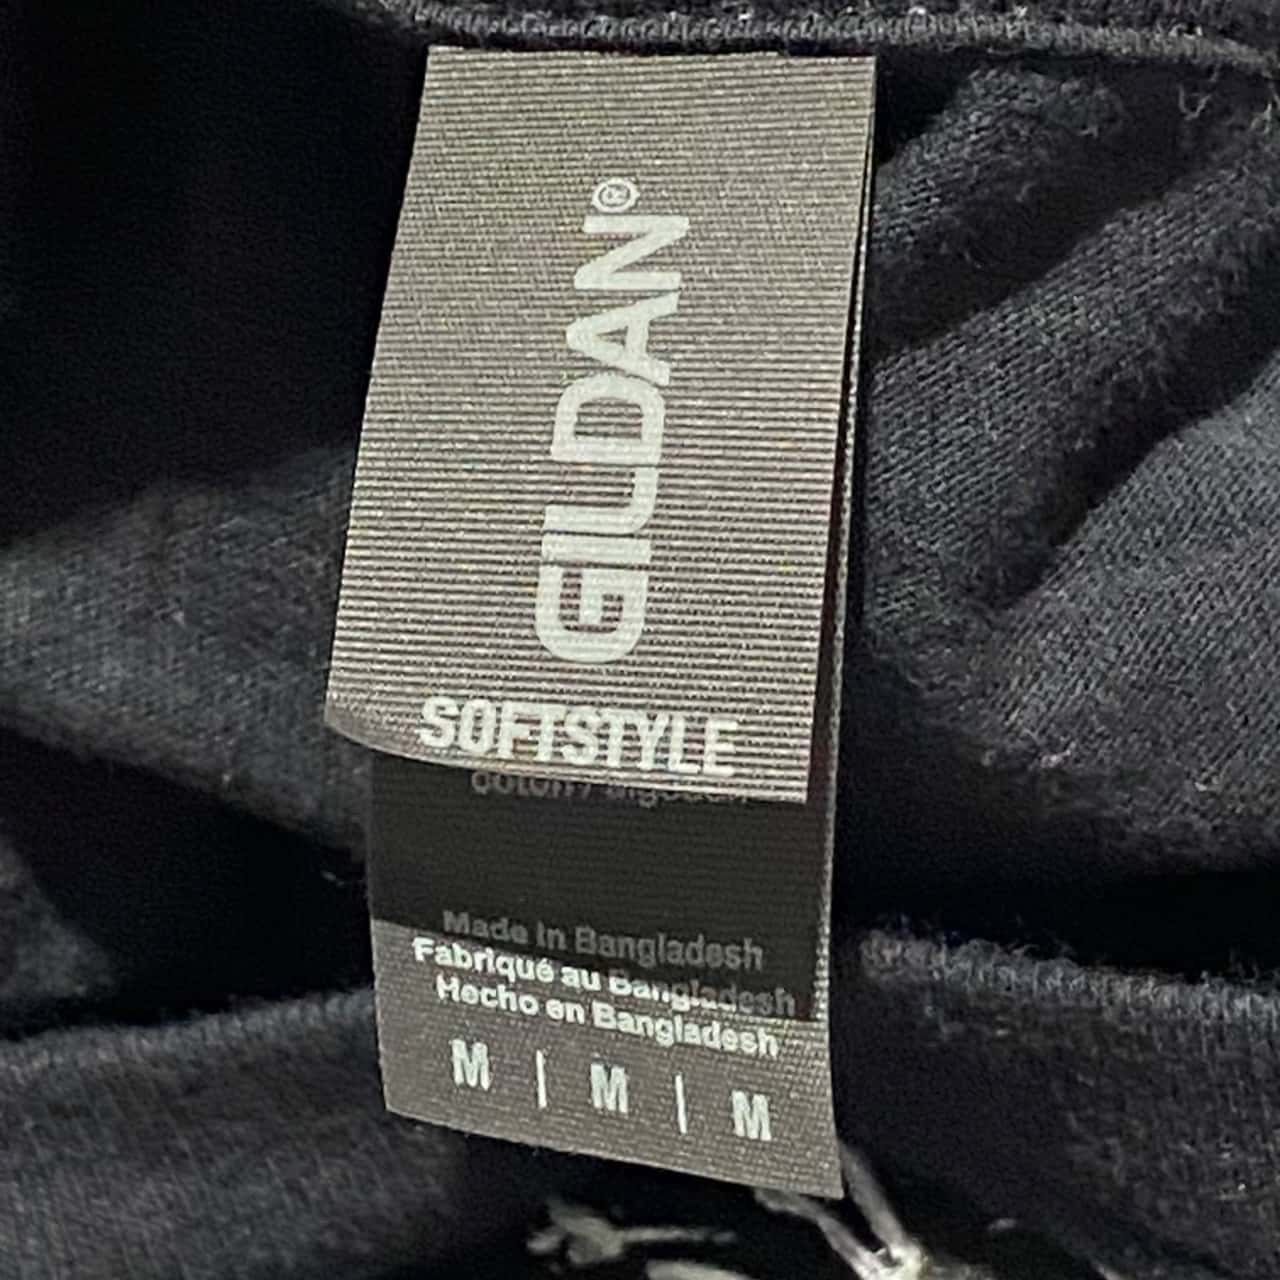 GILDAN®
SOFTSTYLE
Made in Bangladesh
Fabriqué au Bangladesh
Hecho en Bangladesh
M | M | M